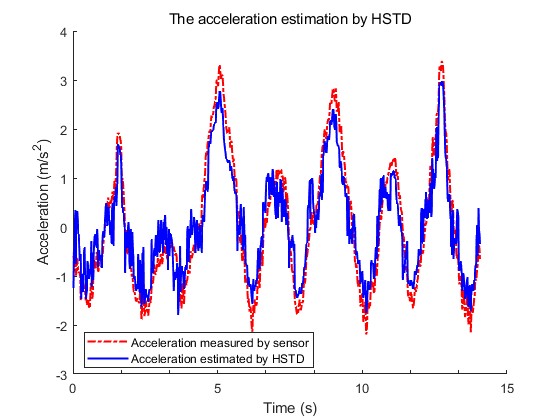 The acceleration estimation by HSTD
4
3
2
1
0
-1
-2
-3
Acceleration (m/s²)
Acceleration measured by sensor
Acceleration estimated by HSTD
0 5 10 15
Time (s)